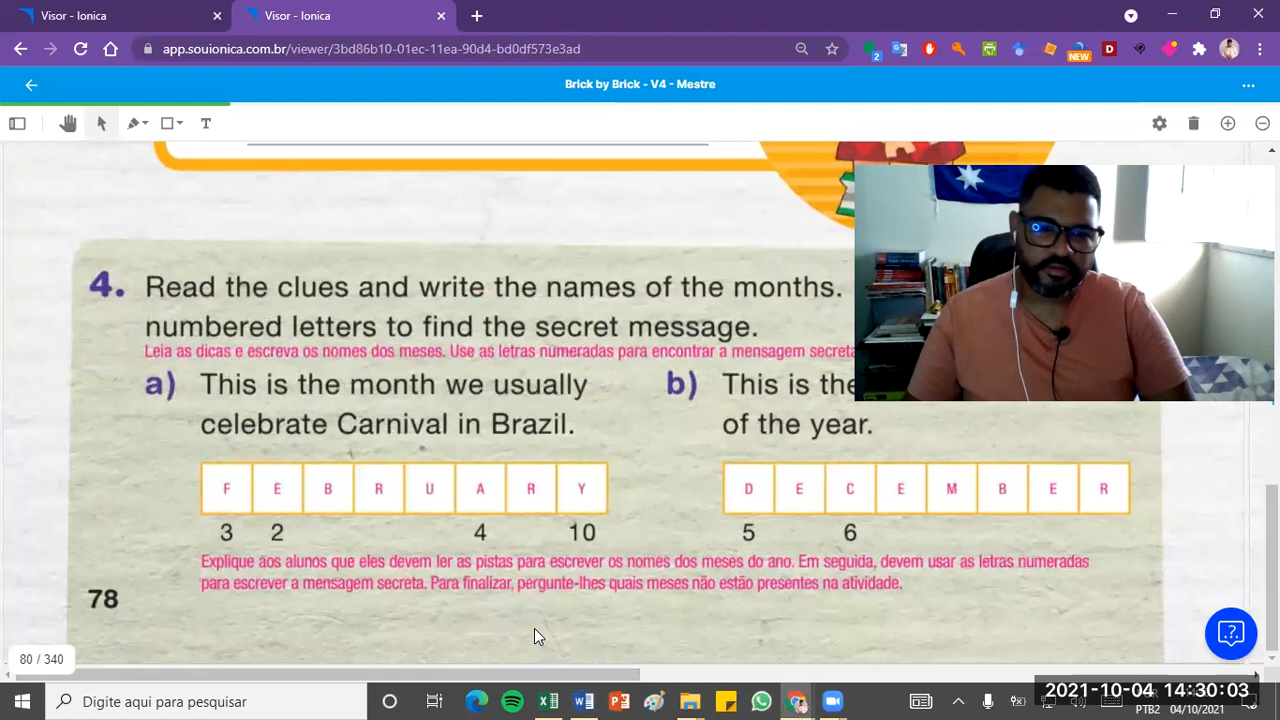 Visor - Ionica
Visor - Ionica
app.souionica.com.br/viewer/3bd86b10-01ec-11ea-90d4-bd0df573e3ad
2
NEW
D
Brick by Brick - V4 - Mestre
T
4. Read the clues and write the names of the months.
numbered letters to find the secret message.
Leia as dicas e escreva os nomes dos meses. Use as letras numeradas para encontrar a mensagem secreta
a) This is the month we usually
celebrate Carnival in Brazil.
F E B R U A R Y
3 2 4 10
b) This is the
of the year.
D E C E M B E R
5 6
Explique aos alunos que eles devem ler as pistas para escrever os nomes dos meses do ano. Em seguida, devem usar as letras numeradas
para escrever a mensagem secreta. Para finalizar, pergunte-lhes quais meses não estão presentes na atividade.
78
80 / 340
Digite aqui para pesquisar
2021-10-04 14:30:03
PTB2 04/10/2021